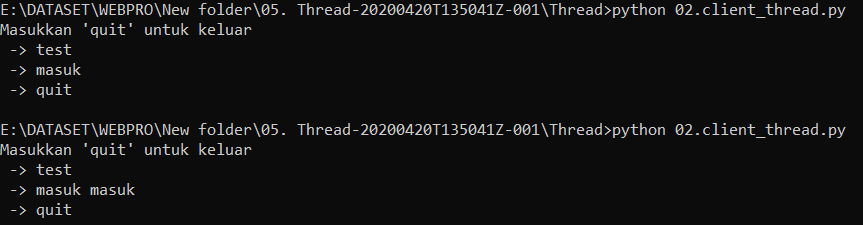 E:\DATASET\WEBPRO\New folder\05. Thread-20200420T135041Z-001\Thread>python 02.client_thread.py
Masukkan 'quit' untuk keluar
 -> test
 -> masuk
 -> quit
E:\DATASET\WEBPRO\New folder\05. Thread-20200420T135041Z-001\Thread>python 02.client_thread.py
Masukkan 'quit' untuk keluar
 -> test
 -> masuk masuk
 -> quit